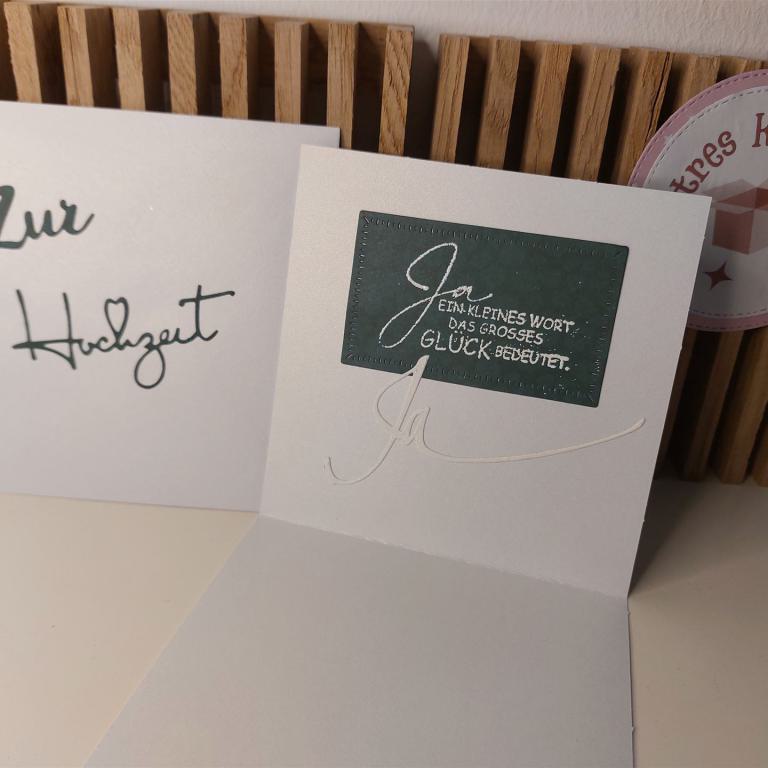 Zur
Hochzeit
Ja
EIN KLEINES WORT
DAS GROSSES
GLÜCK BEDEUTET.
Ja